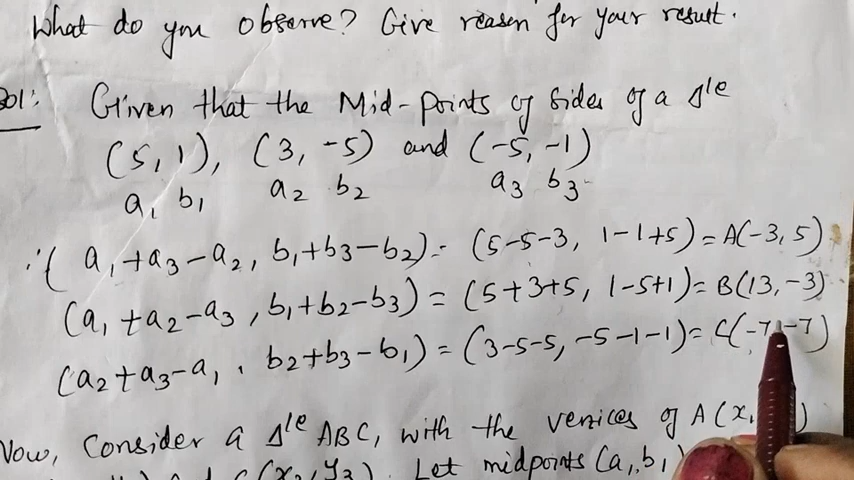 What do you observe? Give reason for your result.
Sol: Given that the Mid-Points of Sides of a Δle
(5, 1), (3, -5) and (-5, -1)
a1 b1 a2 b2 a3 b3
∴ (a1+a3-a2, b1+b3-b2) = (5-5-3, 1-1+5) = A(-3, 5)
(a1+a2-a3, b1+b2-b3) = (5+3+5, 1-5+1) = B(13, -3)
(a2+a3-a1, b2+b3-b1) = (3-5-5, -5-1-1) = C(-7, -7)
Now, Consider a Δle ABC, with the vertices of A(x1
C(x3, y3). Let midpoints (a1, b1)